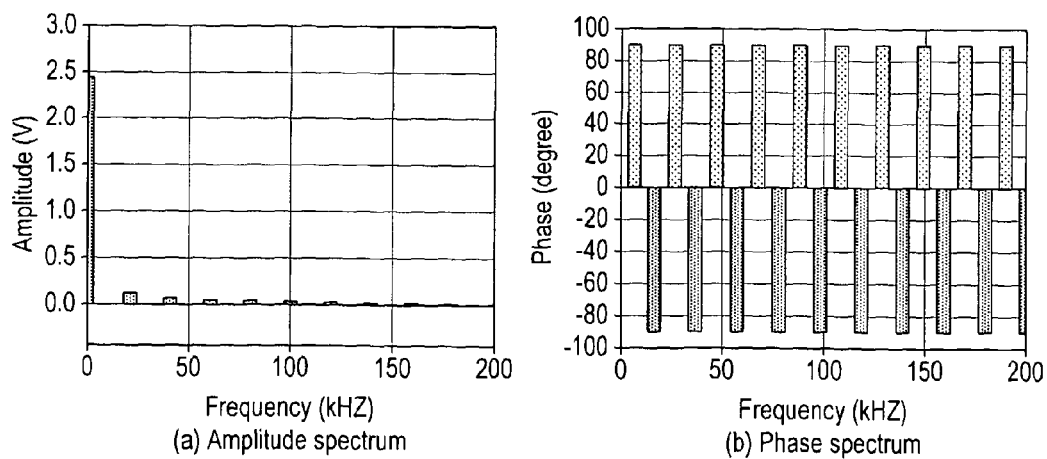 3.0
2.5
2.0
1.5
1.0
0.5
0.0
Amplitude (V)
0 50 100 150 200
Frequency (kHZ)
(a) Amplitude spectrum
100
80
60
40
20
0
-20
-40
-60
-80
-100
Phase (degree)
0 50 100 150 200
Frequency (kHZ)
(b) Phase spectrum